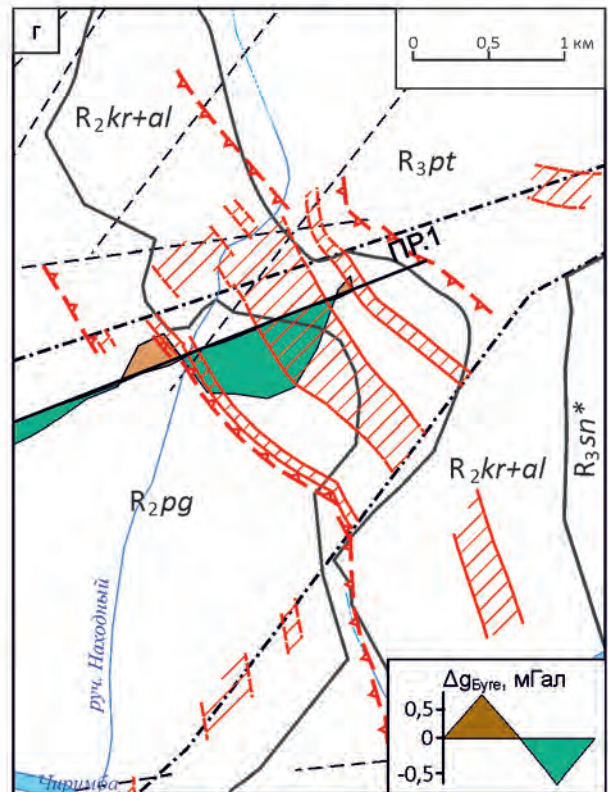 г
0 0,5 1 км
R₂kr+al
R₃pt
ПР.1
R₂pg
R₂kr+al
R₃sn*
руч. Находный
Чиримба
Δg_Буге, мГал
0,5
0
-0,5